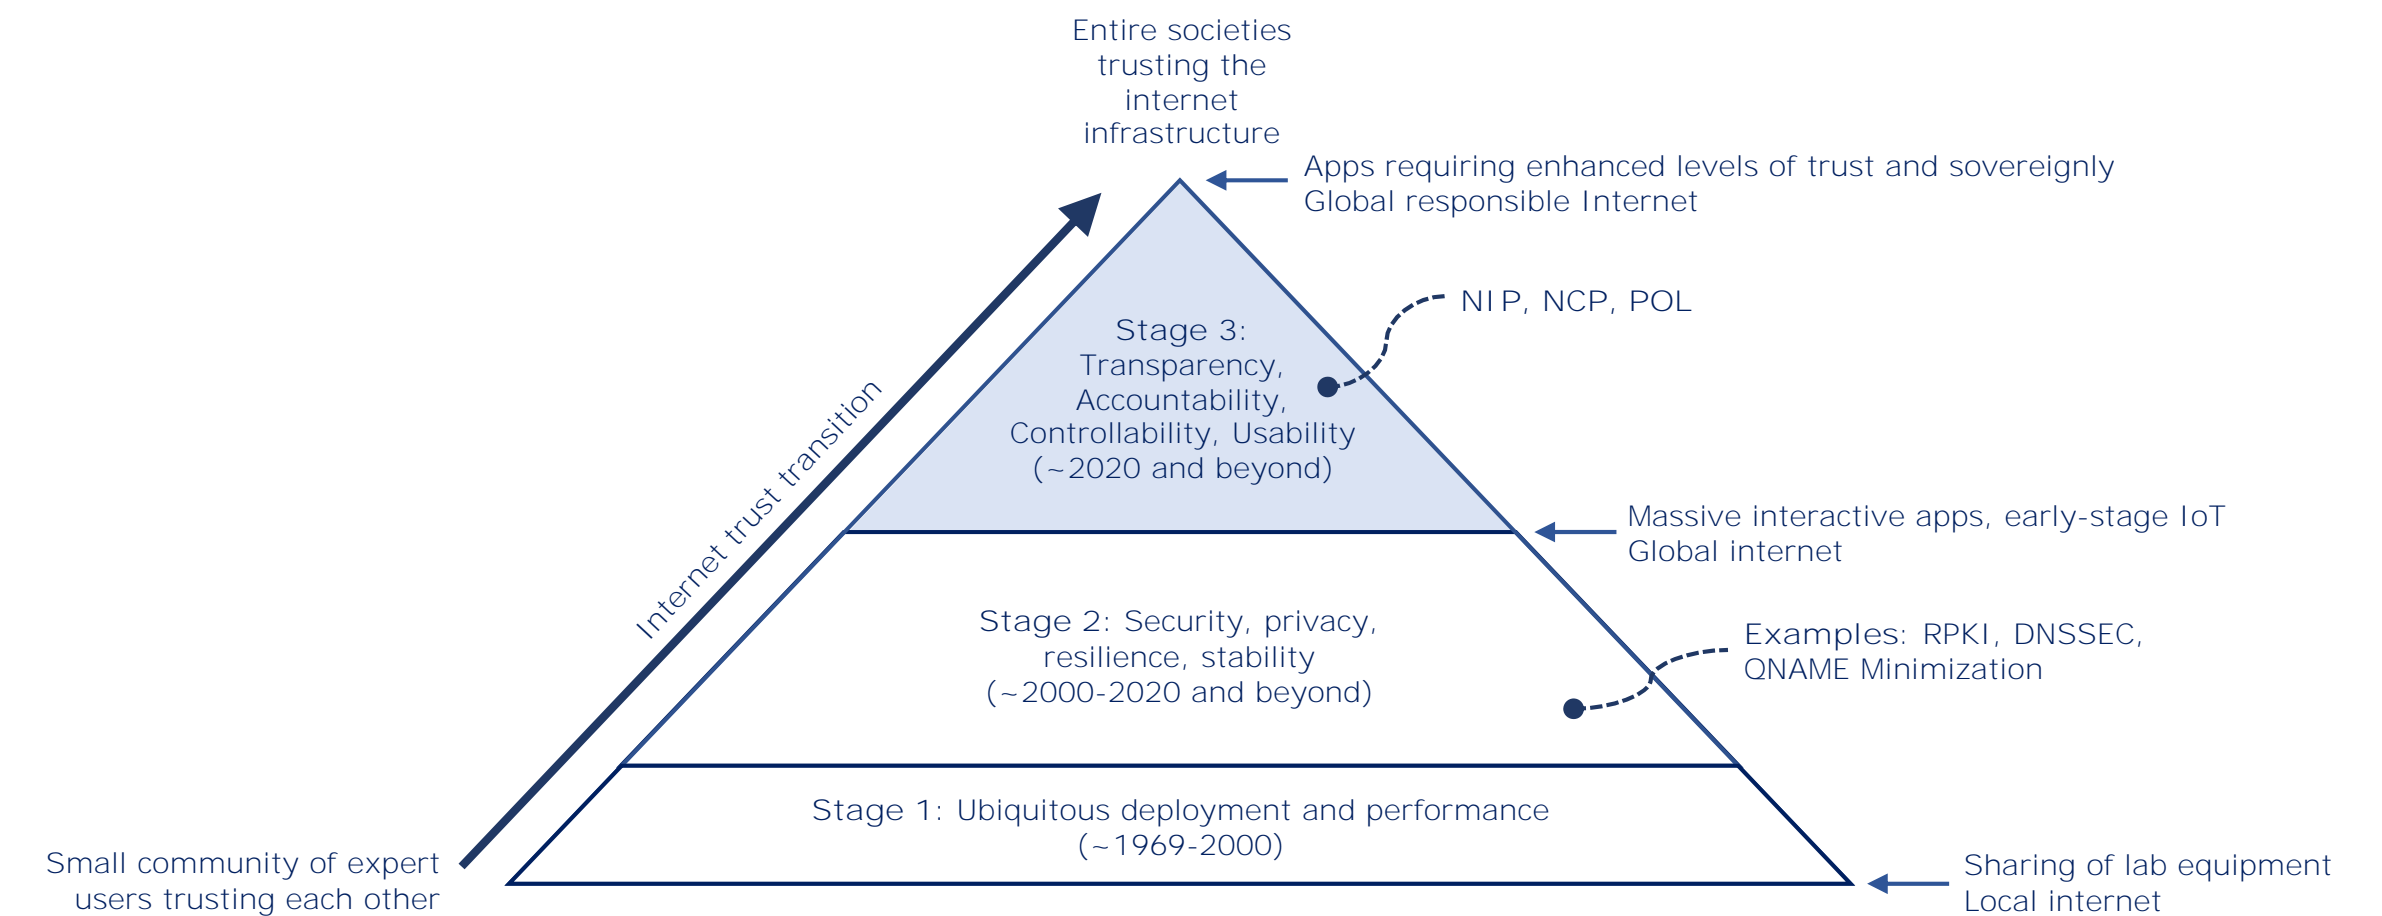 Entire societies
trusting the
internet
infrastructure
Apps requiring enhanced levels of trust and sovereignly
Global responsible Internet
NIP, NCP, POL
Stage 3:
Transparency,
Accountability,
Controllability, Usability
(~2020 and beyond)
Internet trust transition
Massive interactive apps, early-stage IoT
Global internet
Stage 2: Security, privacy,
resilience, stability
(~2000-2020 and beyond)
Examples: RPKI, DNSSEC,
QNAME Minimization
Stage 1: Ubiquitous deployment and performance
(~1969-2000)
Small community of expert
users trusting each other
Sharing of lab equipment
Local internet